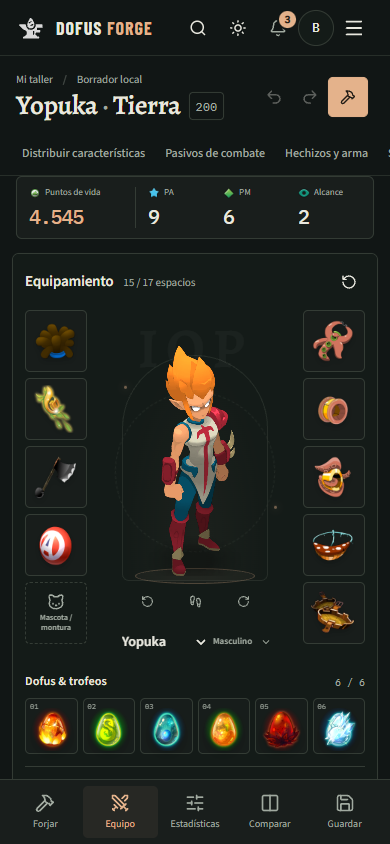 DOFUS FORGE
3
B
Mi taller / Borrador local
Yopuka · Tierra 200
Distribuir características Pasivos de combate Hechizos y arma
Puntos de vida PA PM Alcance
4.545 9 6 2
Equipamiento 15 / 17 espacios
IOP
Mascota /
montura
Yopuka Masculino
Dofus & trofeos 6 / 6
01 02 03 04 05 06
Forjar Equipo Estadísticas Comparar Guardar